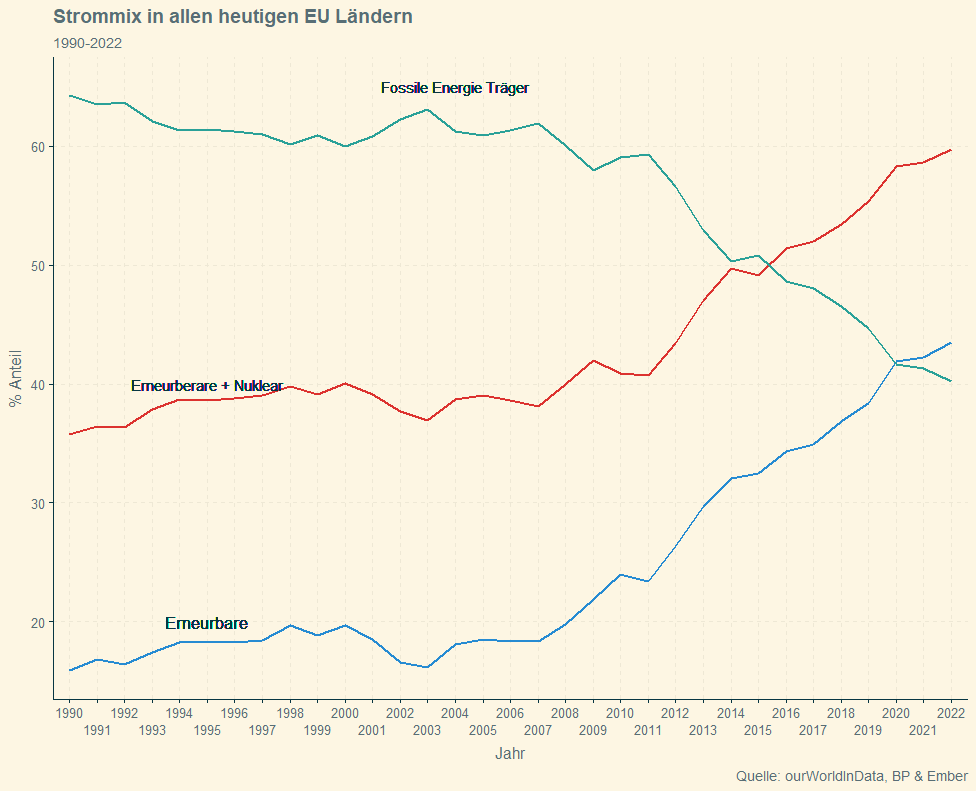 Strommix in allen heutigen EU Ländern
1990-2022
Fossile Energie Träger
Erneurberare + Nuklear
Erneurbare
60
50
40
30
20
% Anteil
1990 1992 1994 1996 1998 2000 2002 2004 2006 2008 2010 2012 2014 2016 2018 2020 2022
1991 1993 1995 1997 1999 2001 2003 2005 2007 2009 2011 2013 2015 2017 2019 2021
Jahr
Quelle: ourWorldInData, BP & Ember